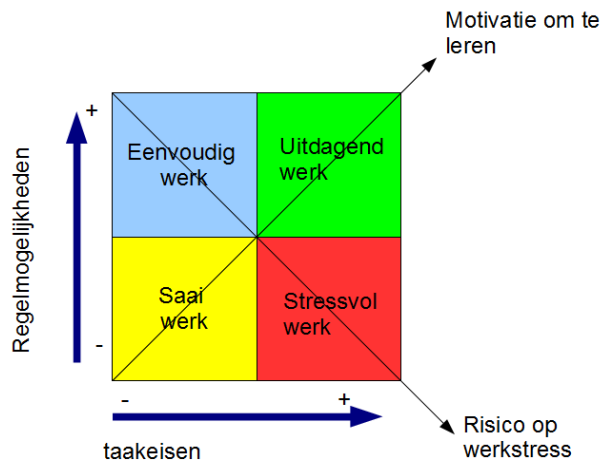 Motivatie om te
leren
+
Eenvoudig
werk
Uitdagend
werk
Regelmogelijkheden
Saai
werk
Stressvol
werk
-
-
+
taakeisen
Risico op
werkstress